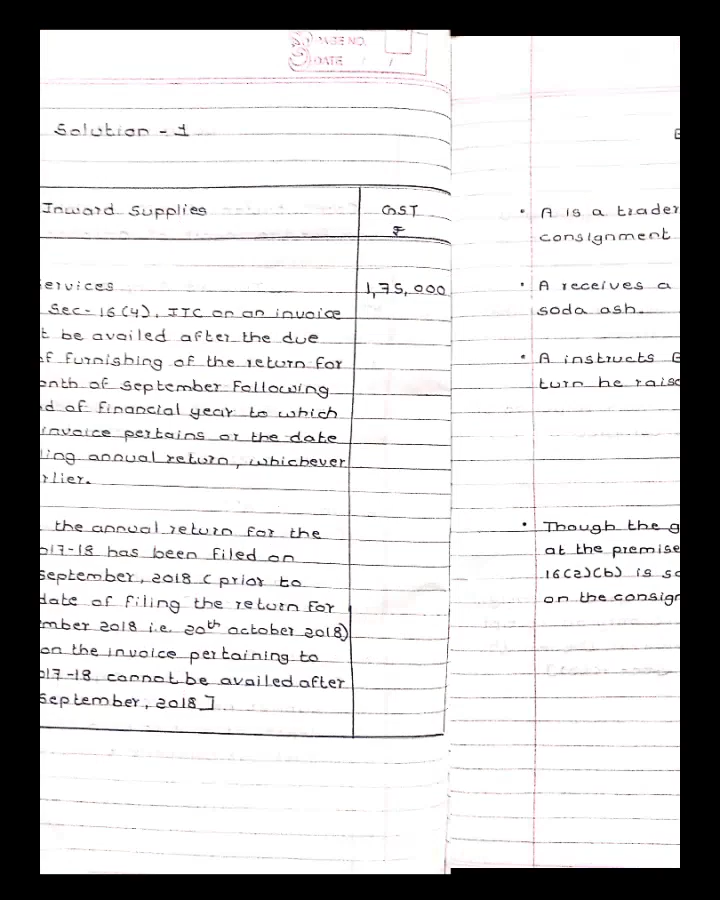 PAGE NO.
DATE / /
Solution - 1
Inward Supplies
COST
₹
ervices
1,75,000
Sec- 16(4), ITC on an invoice
t be availed after the due
of furnishing of the return for
onth of September following
d of financial year to which
invoice pertains or the date
ling annual return, whichever
rlier.
the annual return for the
017-18 has been filed on
September, 2018 ( prior to
date of filing the return for
mber 2018 i.e. 20th october 2018)
on the invoice pertaining to
017-18 cannot be availed after
September, 2018 ]
• A is a trader
consignment
• A receives a
soda ash.
• A instructs
turn he raise
• Though the g
at the premise
16(2)(b) is so
on the consign